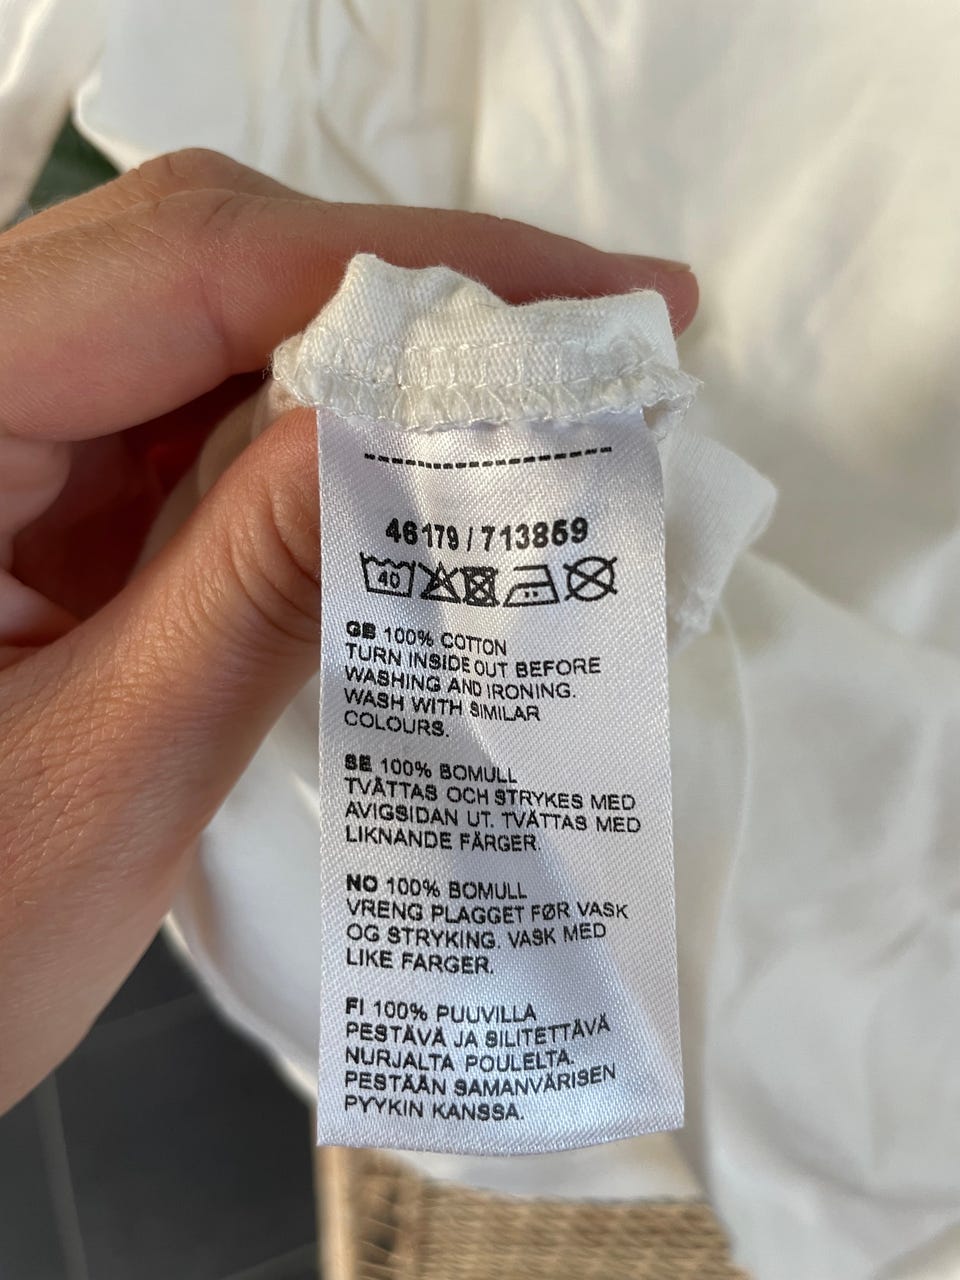 46179 / 713859
40
GB 100% COTTON
TURN INSIDE OUT BEFORE
WASHING AND IRONING.
WASH WITH SIMILAR
COLOURS.
SE 100% BOMULL
TVÄTTAS OCH STRYKES MED
AVIGSIDAN UT. TVÄTTAS MED
LIKNANDE FÄRGER.
NO 100% BOMULL
VRENG PLAGGET FØR VASK
OG STRYKING. VASK MED
LIKE FARGER.
FI 100% PUUVILLA
PESTÄVÄ JA SILITETTÄVÄ
NURJALTA POULELTA.
PESTÄÄN SAMANVÄRISEN
PYYKIN KANSSA.